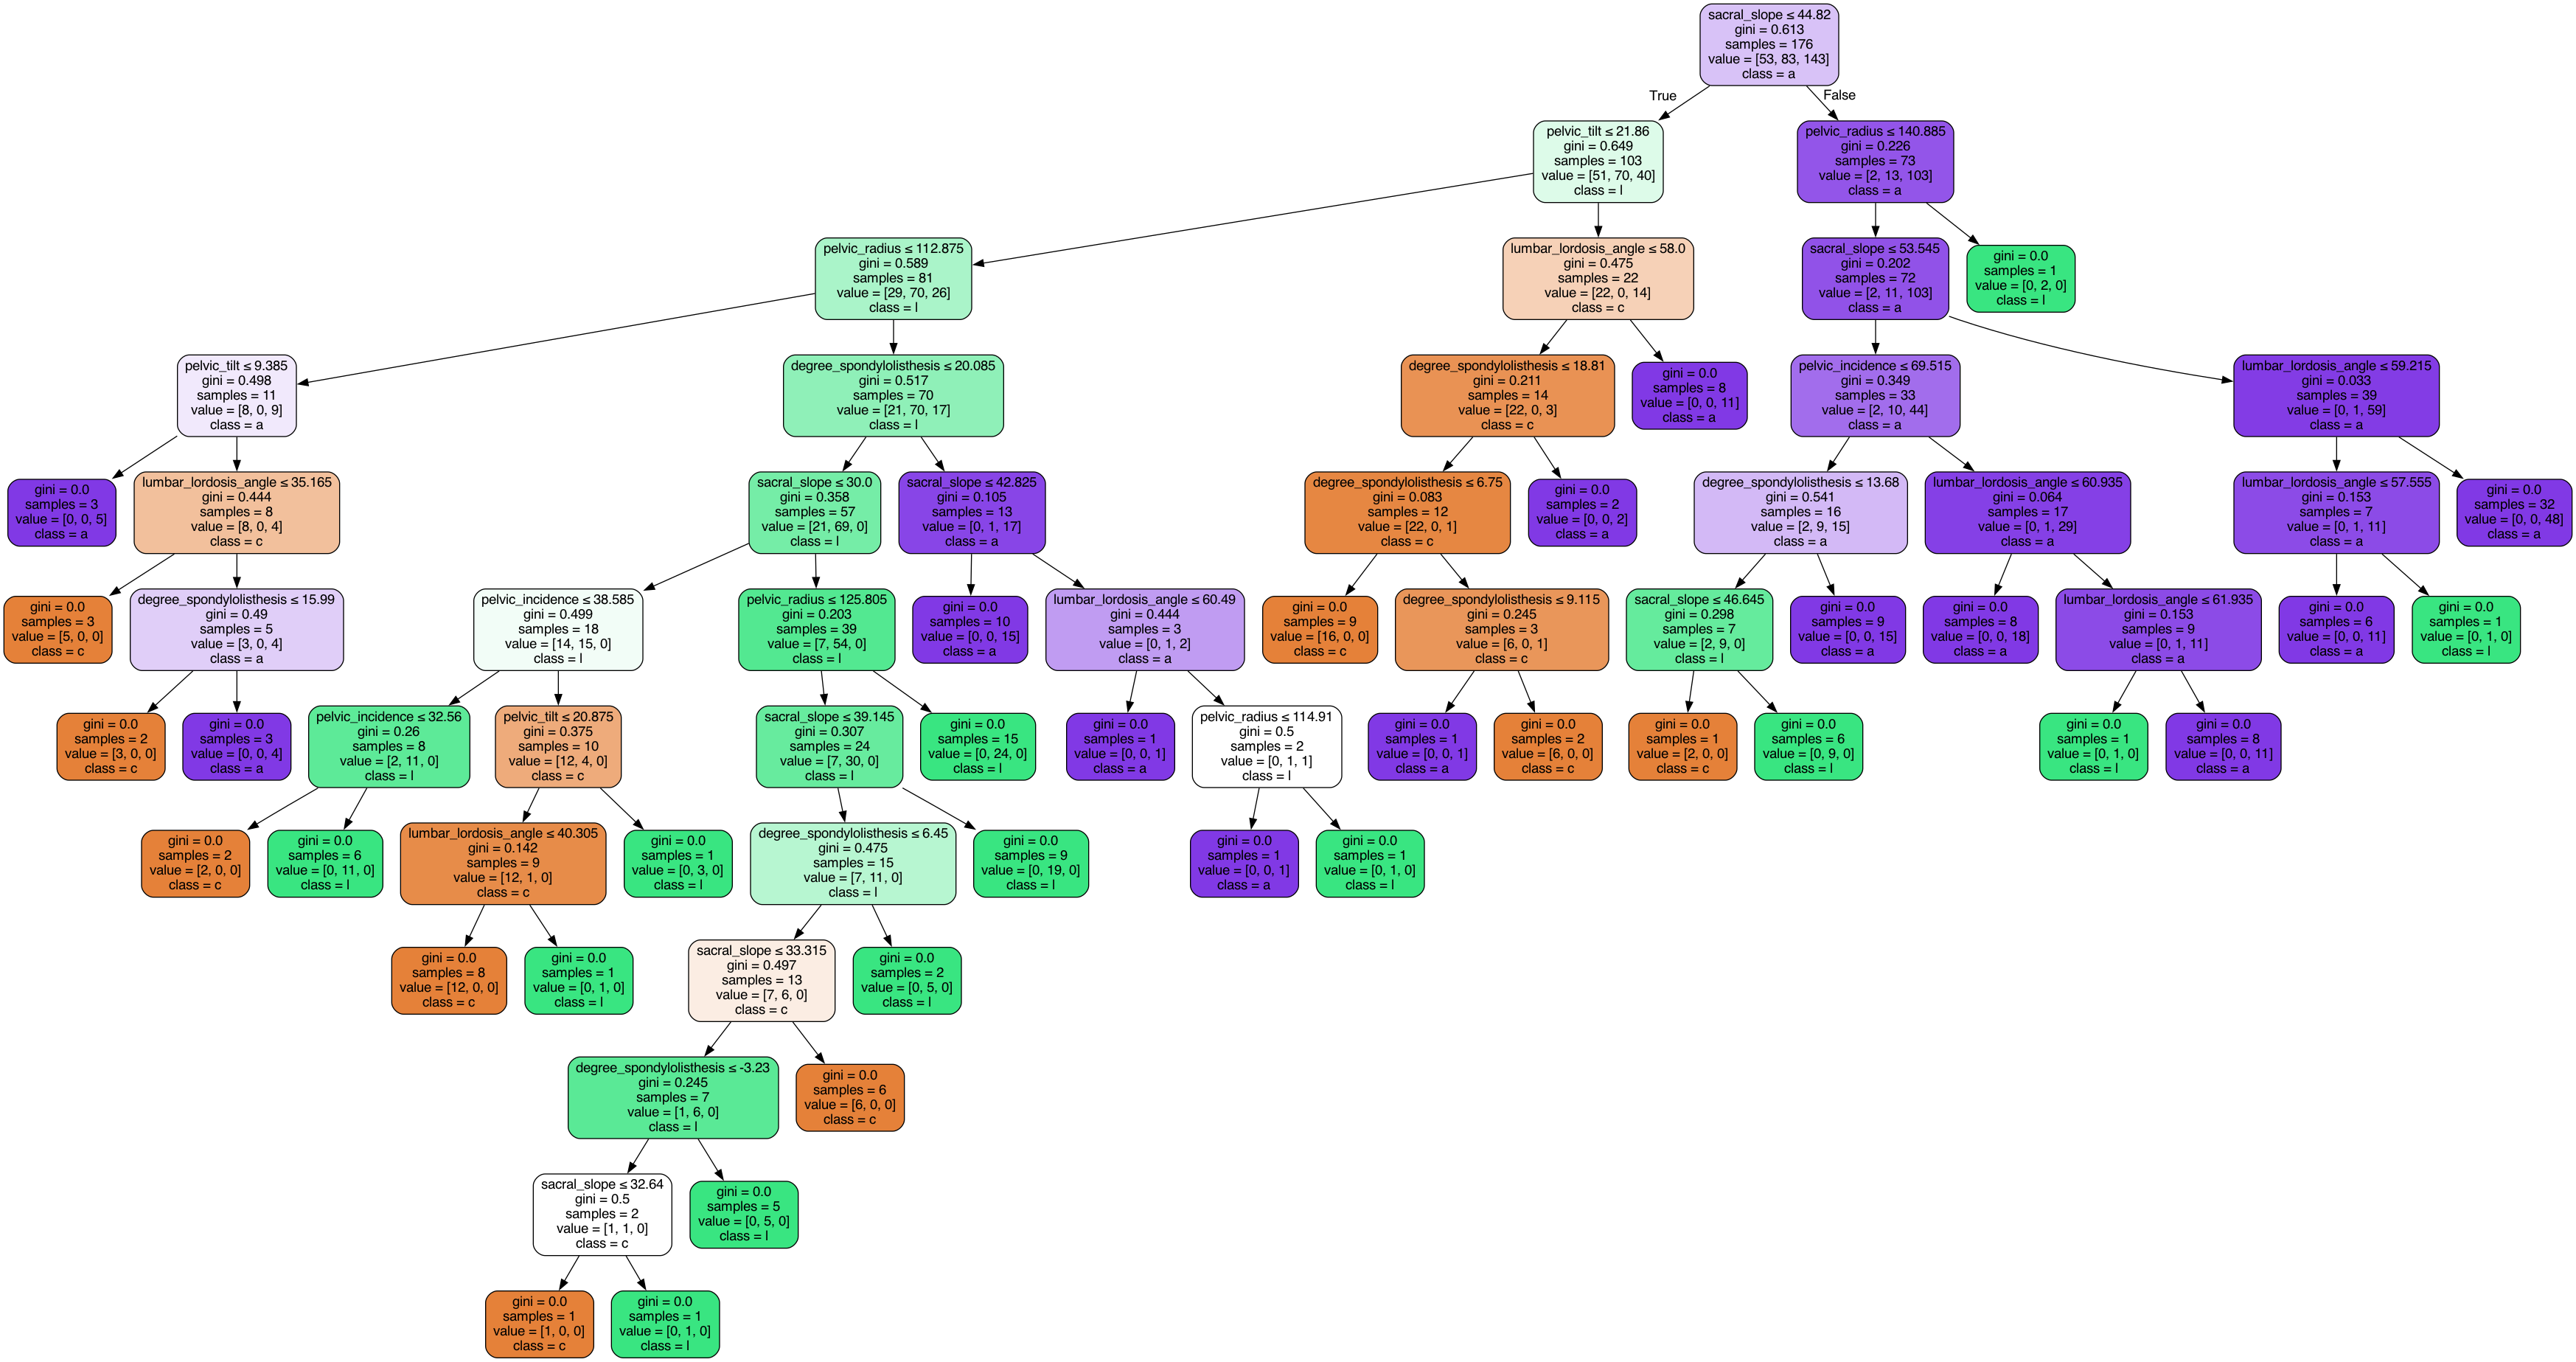 sacral_slope ≤ 44.82
gini = 0.613
samples = 176
value = [53, 83, 143]
class = a
True
False
pelvic_tilt ≤ 21.86
gini = 0.649
samples = 103
value = [51, 70, 40]
class = l
pelvic_radius ≤ 140.885
gini = 0.226
samples = 73
value = [2, 13, 103]
class = a
pelvic_radius ≤ 112.875
gini = 0.589
samples = 81
value = [29, 70, 26]
class = l
lumbar_lordosis_angle ≤ 58.0
gini = 0.475
samples = 22
value = [22, 0, 14]
class = c
sacral_slope ≤ 53.545
gini = 0.202
samples = 72
value = [2, 11, 103]
class = a
gini = 0.0
samples = 1
value = [0, 2, 0]
class = l
pelvic_tilt ≤ 9.385
gini = 0.498
samples = 11
value = [8, 0, 9]
class = a
degree_spondylolisthesis ≤ 20.085
gini = 0.517
samples = 70
value = [21, 70, 17]
class = l
degree_spondylolisthesis ≤ 18.81
gini = 0.211
samples = 14
value = [22, 0, 3]
class = c
gini = 0.0
samples = 8
value = [0, 0, 11]
class = a
pelvic_incidence ≤ 69.515
gini = 0.349
samples = 33
value = [2, 10, 44]
class = a
lumbar_lordosis_angle ≤ 59.215
gini = 0.033
samples = 39
value = [0, 1, 59]
class = a
gini = 0.0
samples = 3
value = [0, 0, 5]
class = a
lumbar_lordosis_angle ≤ 35.165
gini = 0.444
samples = 8
value = [8, 0, 4]
class = c
sacral_slope ≤ 30.0
gini = 0.358
samples = 57
value = [21, 69, 0]
class = l
sacral_slope ≤ 42.825
gini = 0.105
samples = 13
value = [0, 1, 17]
class = a
degree_spondylolisthesis ≤ 6.75
gini = 0.083
samples = 12
value = [22, 0, 1]
class = c
gini = 0.0
samples = 2
value = [0, 0, 2]
class = a
degree_spondylolisthesis ≤ 13.68
gini = 0.541
samples = 16
value = [2, 9, 15]
class = a
lumbar_lordosis_angle ≤ 60.935
gini = 0.064
samples = 17
value = [0, 1, 29]
class = a
lumbar_lordosis_angle ≤ 57.555
gini = 0.153
samples = 7
value = [0, 1, 11]
class = a
gini = 0.0
samples = 32
value = [0, 0, 48]
class = a
gini = 0.0
samples = 3
value = [5, 0, 0]
class = c
degree_spondylolisthesis ≤ 15.99
gini = 0.49
samples = 5
value = [3, 0, 4]
class = a
pelvic_incidence ≤ 38.585
gini = 0.499
samples = 18
value = [14, 15, 0]
class = l
pelvic_radius ≤ 125.805
gini = 0.203
samples = 39
value = [7, 54, 0]
class = l
gini = 0.0
samples = 10
value = [0, 0, 15]
class = a
lumbar_lordosis_angle ≤ 60.49
gini = 0.444
samples = 3
value = [0, 1, 2]
class = a
gini = 0.0
samples = 9
value = [16, 0, 0]
class = c
degree_spondylolisthesis ≤ 9.115
gini = 0.245
samples = 3
value = [6, 0, 1]
class = c
sacral_slope ≤ 46.645
gini = 0.298
samples = 7
value = [2, 9, 0]
class = l
gini = 0.0
samples = 9
value = [0, 0, 15]
class = a
gini = 0.0
samples = 8
value = [0, 0, 18]
class = a
lumbar_lordosis_angle ≤ 61.935
gini = 0.153
samples = 9
value = [0, 1, 11]
class = a
gini = 0.0
samples = 6
value = [0, 0, 11]
class = a
gini = 0.0
samples = 1
value = [0, 1, 0]
class = l
gini = 0.0
samples = 2
value = [3, 0, 0]
class = c
gini = 0.0
samples = 3
value = [0, 0, 4]
class = a
pelvic_incidence ≤ 32.56
gini = 0.26
samples = 8
value = [2, 11, 0]
class = l
pelvic_tilt ≤ 20.875
gini = 0.375
samples = 10
value = [12, 4, 0]
class = c
sacral_slope ≤ 39.145
gini = 0.307
samples = 24
value = [7, 30, 0]
class = l
gini = 0.0
samples = 15
value = [0, 24, 0]
class = l
gini = 0.0
samples = 1
value = [0, 0, 1]
class = a
pelvic_radius ≤ 114.91
gini = 0.5
samples = 2
value = [0, 1, 1]
class = l
gini = 0.0
samples = 1
value = [0, 0, 1]
class = a
gini = 0.0
samples = 2
value = [6, 0, 0]
class = c
gini = 0.0
samples = 1
value = [2, 0, 0]
class = c
gini = 0.0
samples = 6
value = [0, 9, 0]
class = l
gini = 0.0
samples = 1
value = [0, 1, 0]
class = l
gini = 0.0
samples = 8
value = [0, 0, 11]
class = a
gini = 0.0
samples = 2
value = [2, 0, 0]
class = c
gini = 0.0
samples = 6
value = [0, 11, 0]
class = l
lumbar_lordosis_angle ≤ 40.305
gini = 0.142
samples = 9
value = [12, 1, 0]
class = c
gini = 0.0
samples = 1
value = [0, 3, 0]
class = l
degree_spondylolisthesis ≤ 6.45
gini = 0.475
samples = 15
value = [7, 11, 0]
class = l
gini = 0.0
samples = 9
value = [0, 19, 0]
class = l
gini = 0.0
samples = 1
value = [0, 0, 1]
class = a
gini = 0.0
samples = 1
value = [0, 1, 0]
class = l
gini = 0.0
samples = 8
value = [12, 0, 0]
class = c
gini = 0.0
samples = 1
value = [0, 1, 0]
class = l
sacral_slope ≤ 33.315
gini = 0.497
samples = 13
value = [7, 6, 0]
class = c
gini = 0.0
samples = 2
value = [0, 5, 0]
class = l
degree_spondylolisthesis ≤ -3.23
gini = 0.245
samples = 7
value = [1, 6, 0]
class = l
gini = 0.0
samples = 6
value = [6, 0, 0]
class = c
sacral_slope ≤ 32.64
gini = 0.5
samples = 2
value = [1, 1, 0]
class = c
gini = 0.0
samples = 5
value = [0, 5, 0]
class = l
gini = 0.0
samples = 1
value = [1, 0, 0]
class = c
gini = 0.0
samples = 1
value = [0, 1, 0]
class = l